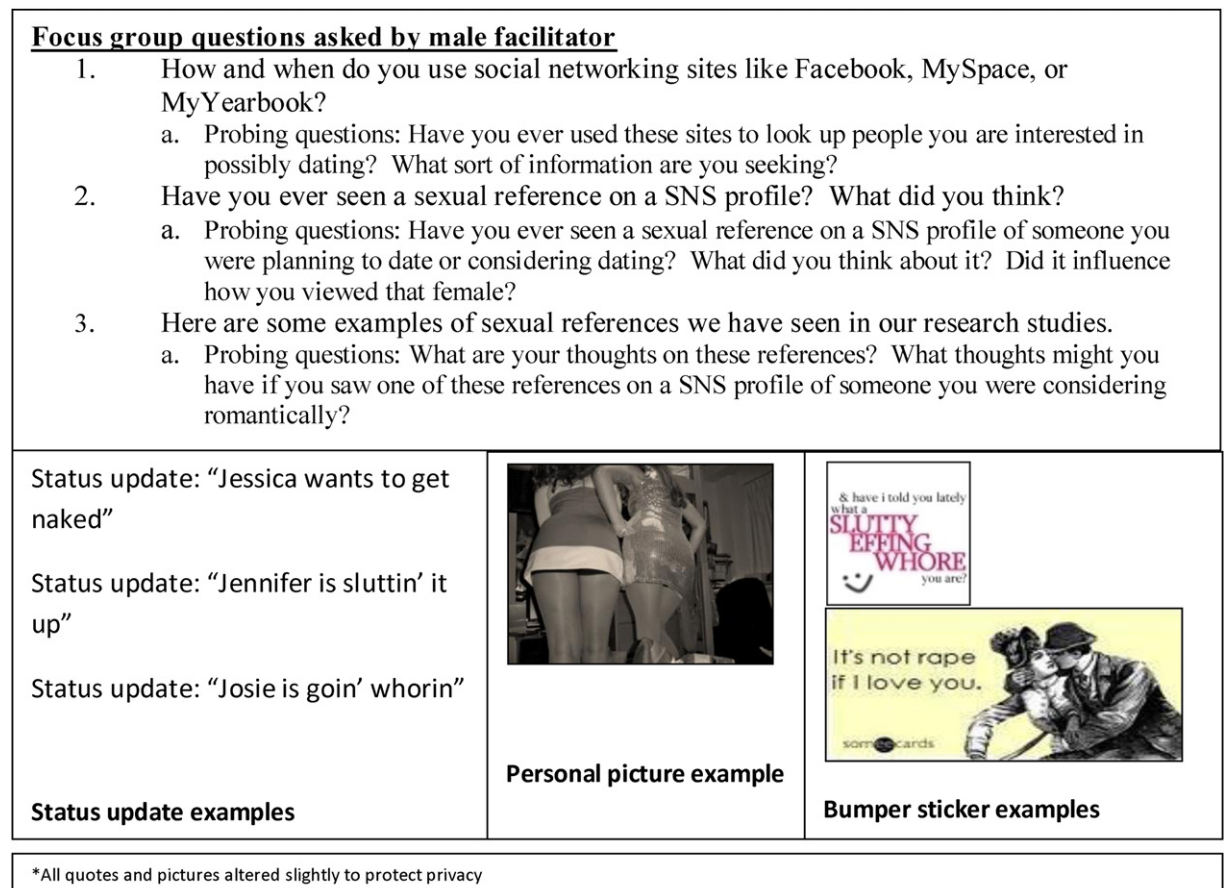 Focus group questions asked by male facilitator
1. How and when do you use social networking sites like Facebook, MySpace, or
MyYearbook?
a. Probing questions: Have you ever used these sites to look up people you are interested in
possibly dating? What sort of information are you seeking?
2. Have you ever seen a sexual reference on a SNS profile? What did you think?
a. Probing questions: Have you ever seen a sexual reference on a SNS profile of someone you
were planning to date or considering dating? What did you think about it? Did it influence
how you viewed that female?
3. Here are some examples of sexual references we have seen in our research studies.
a. Probing questions: What are your thoughts on these references? What thoughts might you
have if you saw one of these references on a SNS profile of someone you were considering
romantically?
Status update: “Jessica wants to get
naked”
Status update: “Jennifer is sluttin’ it
up”
Status update: “Josie is goin’ whorin”
Status update examples
Personal picture example
& have i told you lately
what a
SLUTTY
EFFING
WHORE
you are?
It's not rape
if I love you.
someecards
Bumper sticker examples
*All quotes and pictures altered slightly to protect privacy